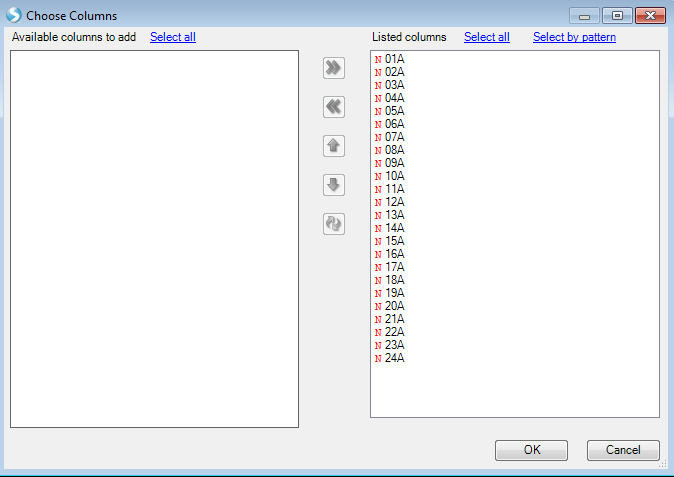 Choose Columns
Available columns to add Select all
Listed columns Select all Select by pattern
N 01A
N 02A
N 03A
N 04A
N 05A
N 06A
N 07A
N 08A
N 09A
N 10A
N 11A
N 12A
N 13A
N 14A
N 15A
N 16A
N 17A
N 18A
N 19A
N 20A
N 21A
N 22A
N 23A
N 24A
OK Cancel